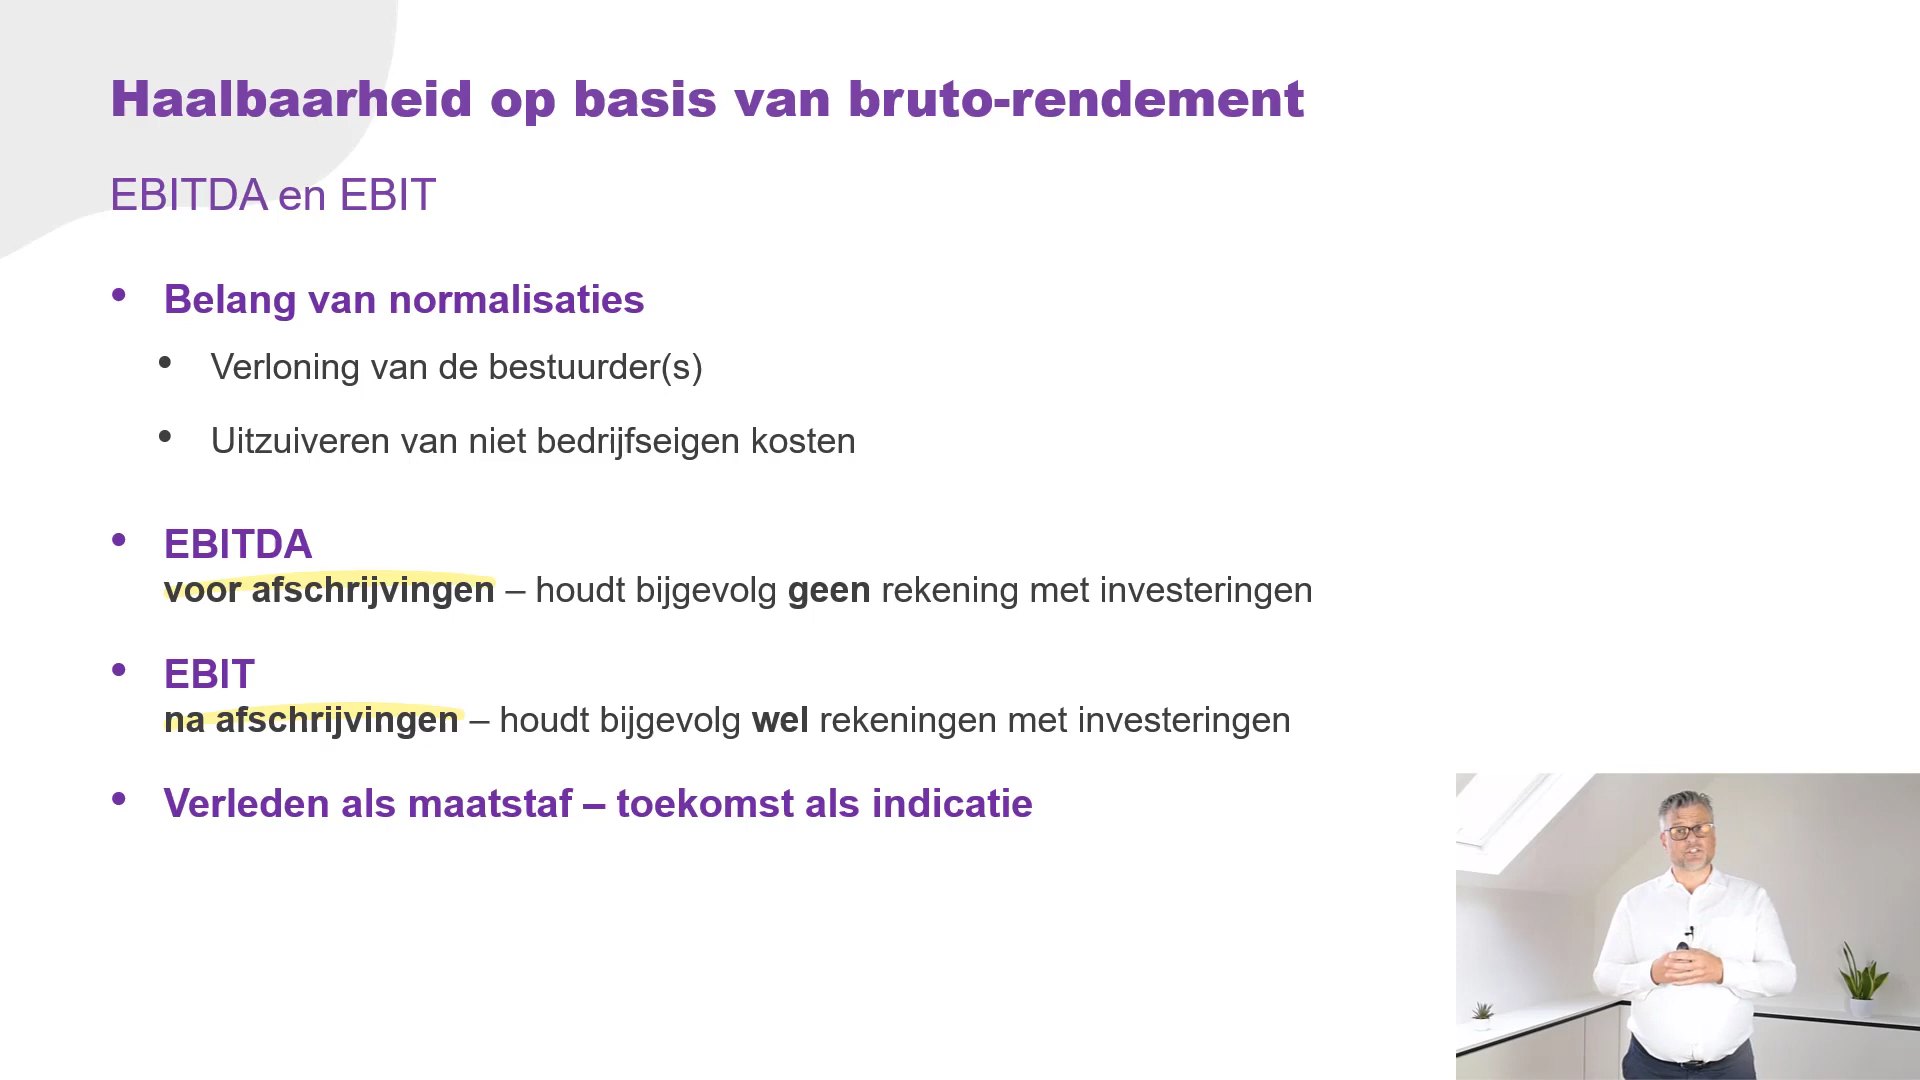 Haalbaarheid op basis van bruto-rendement
EBITDA en EBIT
• Belang van normalisaties
• Verloning van de bestuurder(s)
• Uitzuiveren van niet bedrijfseigen kosten
• EBITDA
voor afschrijvingen – houdt bijgevolg geen rekening met investeringen
• EBIT
na afschrijvingen – houdt bijgevolg wel rekeningen met investeringen
• Verleden als maatstaf – toekomst als indicatie